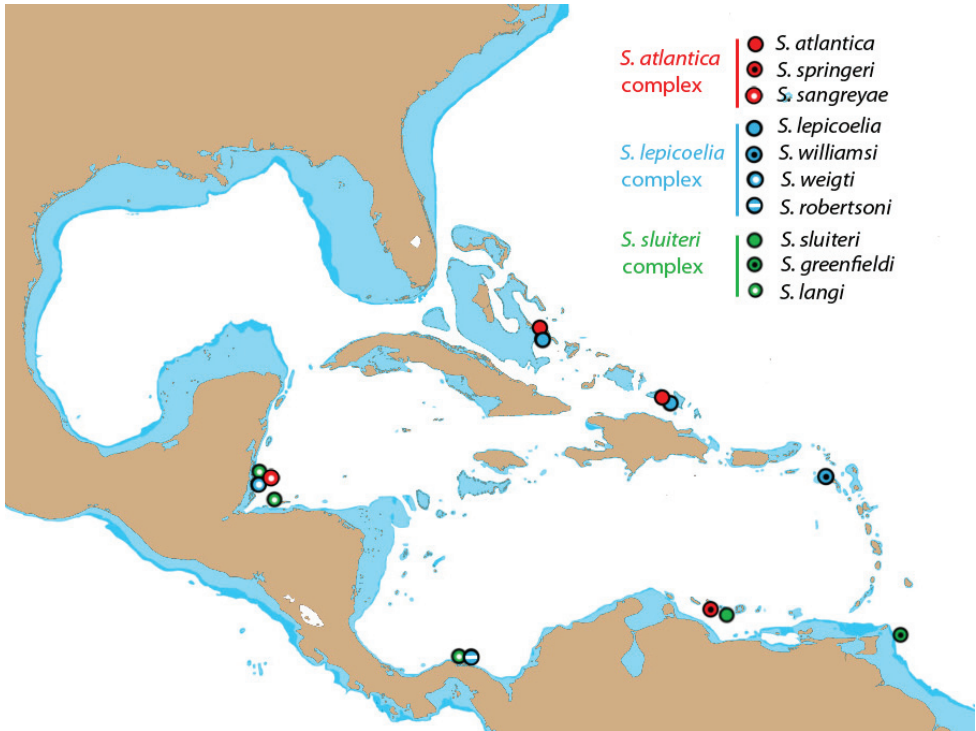 S. atlantica
complex
S. atlantica
S. springeri
S. sangreyae
S. lepicoelia
complex
S. lepicoelia
S. williamsi
S. weigti
S. robertsoni
S. sluiteri
complex
S. sluiteri
S. greenfieldi
S. langi